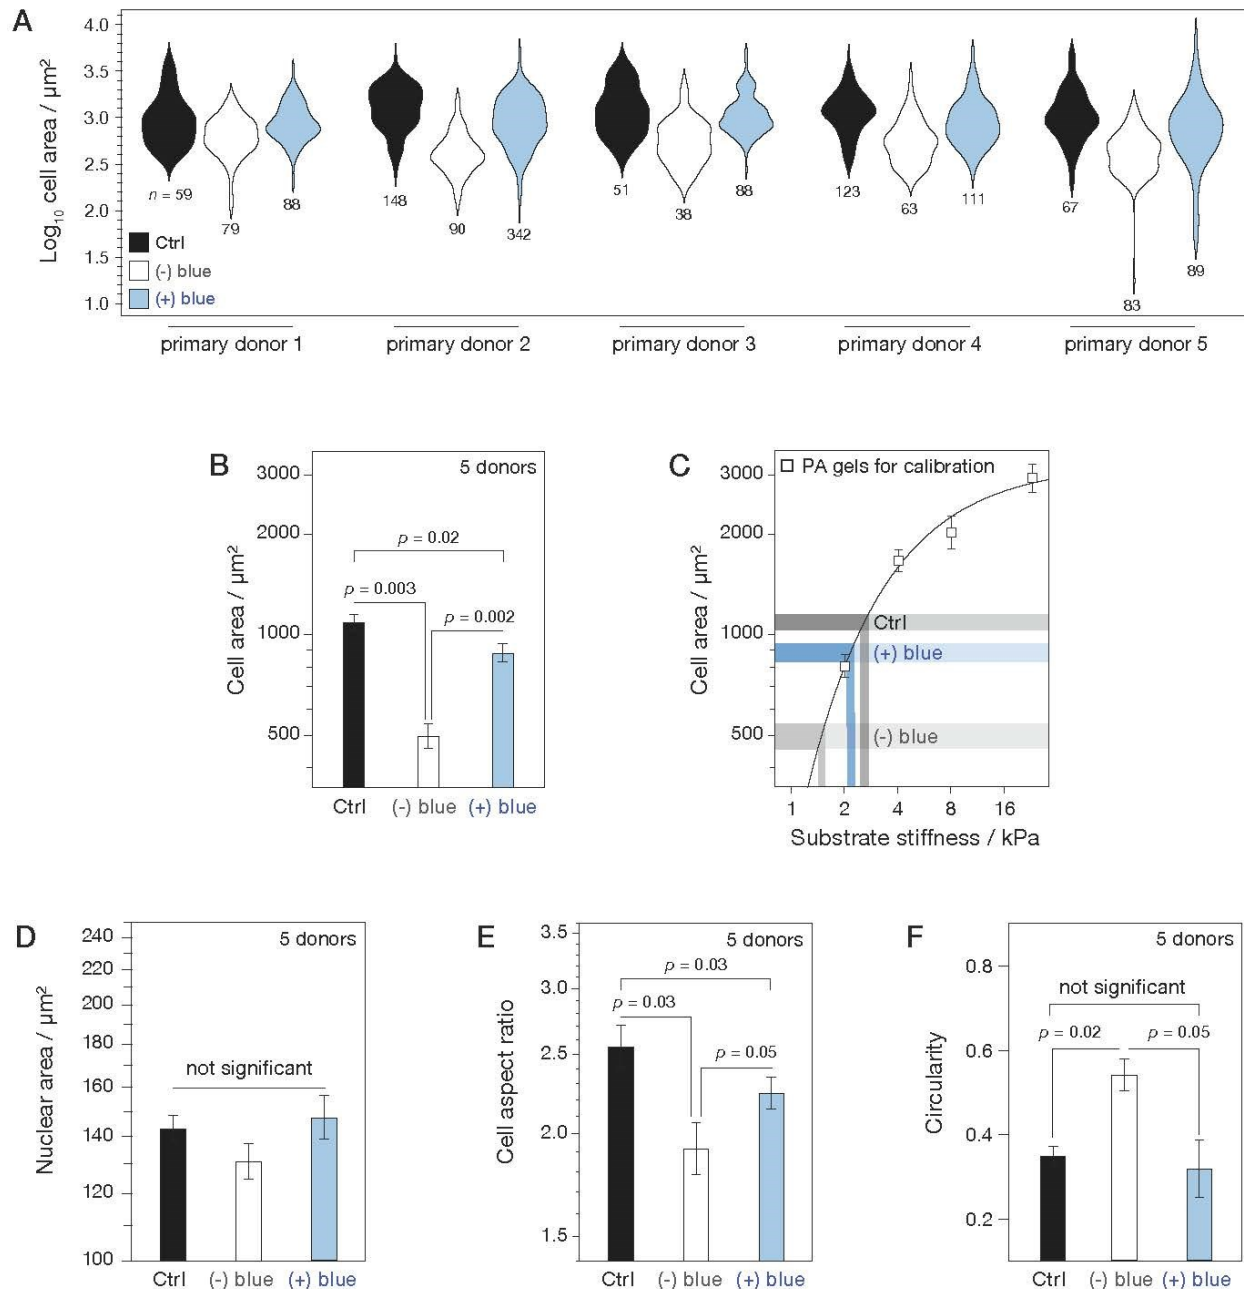 A
Log10 cell area / µm²
4.0
3.5
3.0
2.5
2.0
1.5
1.0
n = 59
79
88
148
90
342
51
38
88
123
63
111
67
83
89
Ctrl
(-) blue
(+) blue
primary donor 1
primary donor 2
primary donor 3
primary donor 4
primary donor 5
B
5 donors
Cell area / µm²
3000
2000
1000
500
p = 0.02
p = 0.003
p = 0.002
Ctrl
(-) blue
(+) blue
C
PA gels for calibration
Cell area / µm²
3000
2000
1000
500
Ctrl
(+) blue
(-) blue
1
2
4
8
16
Substrate stiffness / kPa
D
5 donors
Nuclear area / µm²
240
220
200
180
160
140
120
100
not significant
Ctrl
(-) blue
(+) blue
E
5 donors
Cell aspect ratio
3.5
3.0
2.5
2.0
1.5
p = 0.03
p = 0.03
p = 0.05
Ctrl
(-) blue
(+) blue
F
5 donors
Circularity
0.8
0.6
0.4
0.2
not significant
p = 0.02
p = 0.05
Ctrl
(-) blue
(+) blue